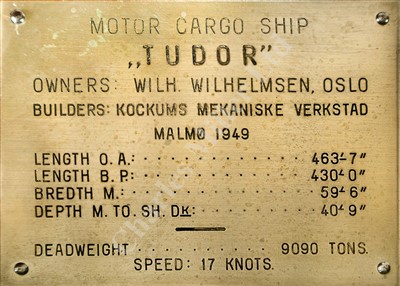 MOTOR CARGO SHIP
„TUDOR"
OWNERS: WILH. WILHELMSEN, OSLO
BUILDERS: KOCKUMS MEKANISKE VERKSTAD
MALMØ 1949
LENGTH O.A: 463'-7"
LENGTH B.P: 430'-0"
BREDTH M: 59'-6"
DEPTH M. TO. SH. DK: 40'-9"
DEADWEIGHT 9090 TONS.
SPEED: 17 KNOTS.